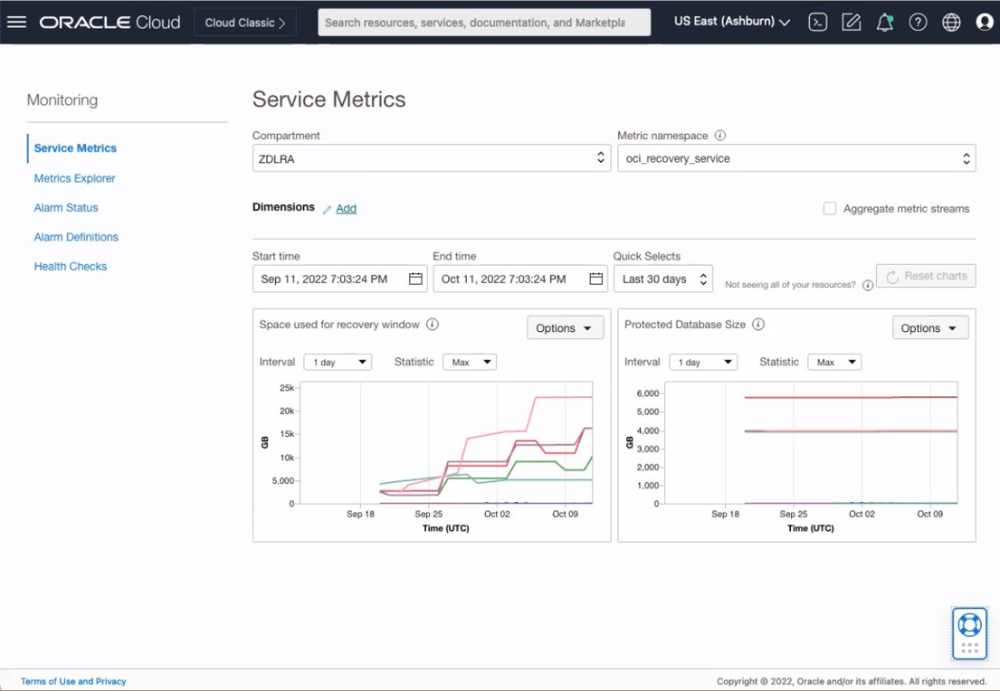 ORACLE Cloud
Cloud Classic >
Search resources, services, documentation, and Marketpla
US East (Ashburn)
Monitoring
Service Metrics
Metrics Explorer
Alarm Status
Alarm Definitions
Health Checks
Service Metrics
Compartment
ZDLRA
Metric namespace
oci_recovery_service
Dimensions Add
Aggregate metric streams
Start time
Sep 11, 2022 7:03:24 PM
End time
Oct 11, 2022 7:03:24 PM
Quick Selects
Last 30 days
Not seeing all of your resources?
Reset charts
Space used for recovery window
Options
Interval 1 day Statistic Max
25k
20k
15k
10k
5,000
0
GB
Sep 18 Sep 25 Oct 02 Oct 09
Time (UTC)
Protected Database Size
Options
Interval 1 day Statistic Max
6,000
5,000
4,000
3,000
2,000
1,000
0
GB
Sep 18 Sep 25 Oct 02 Oct 09
Time (UTC)
Terms of Use and Privacy
Copyright © 2022, Oracle and/or its affiliates. All rights reserved.